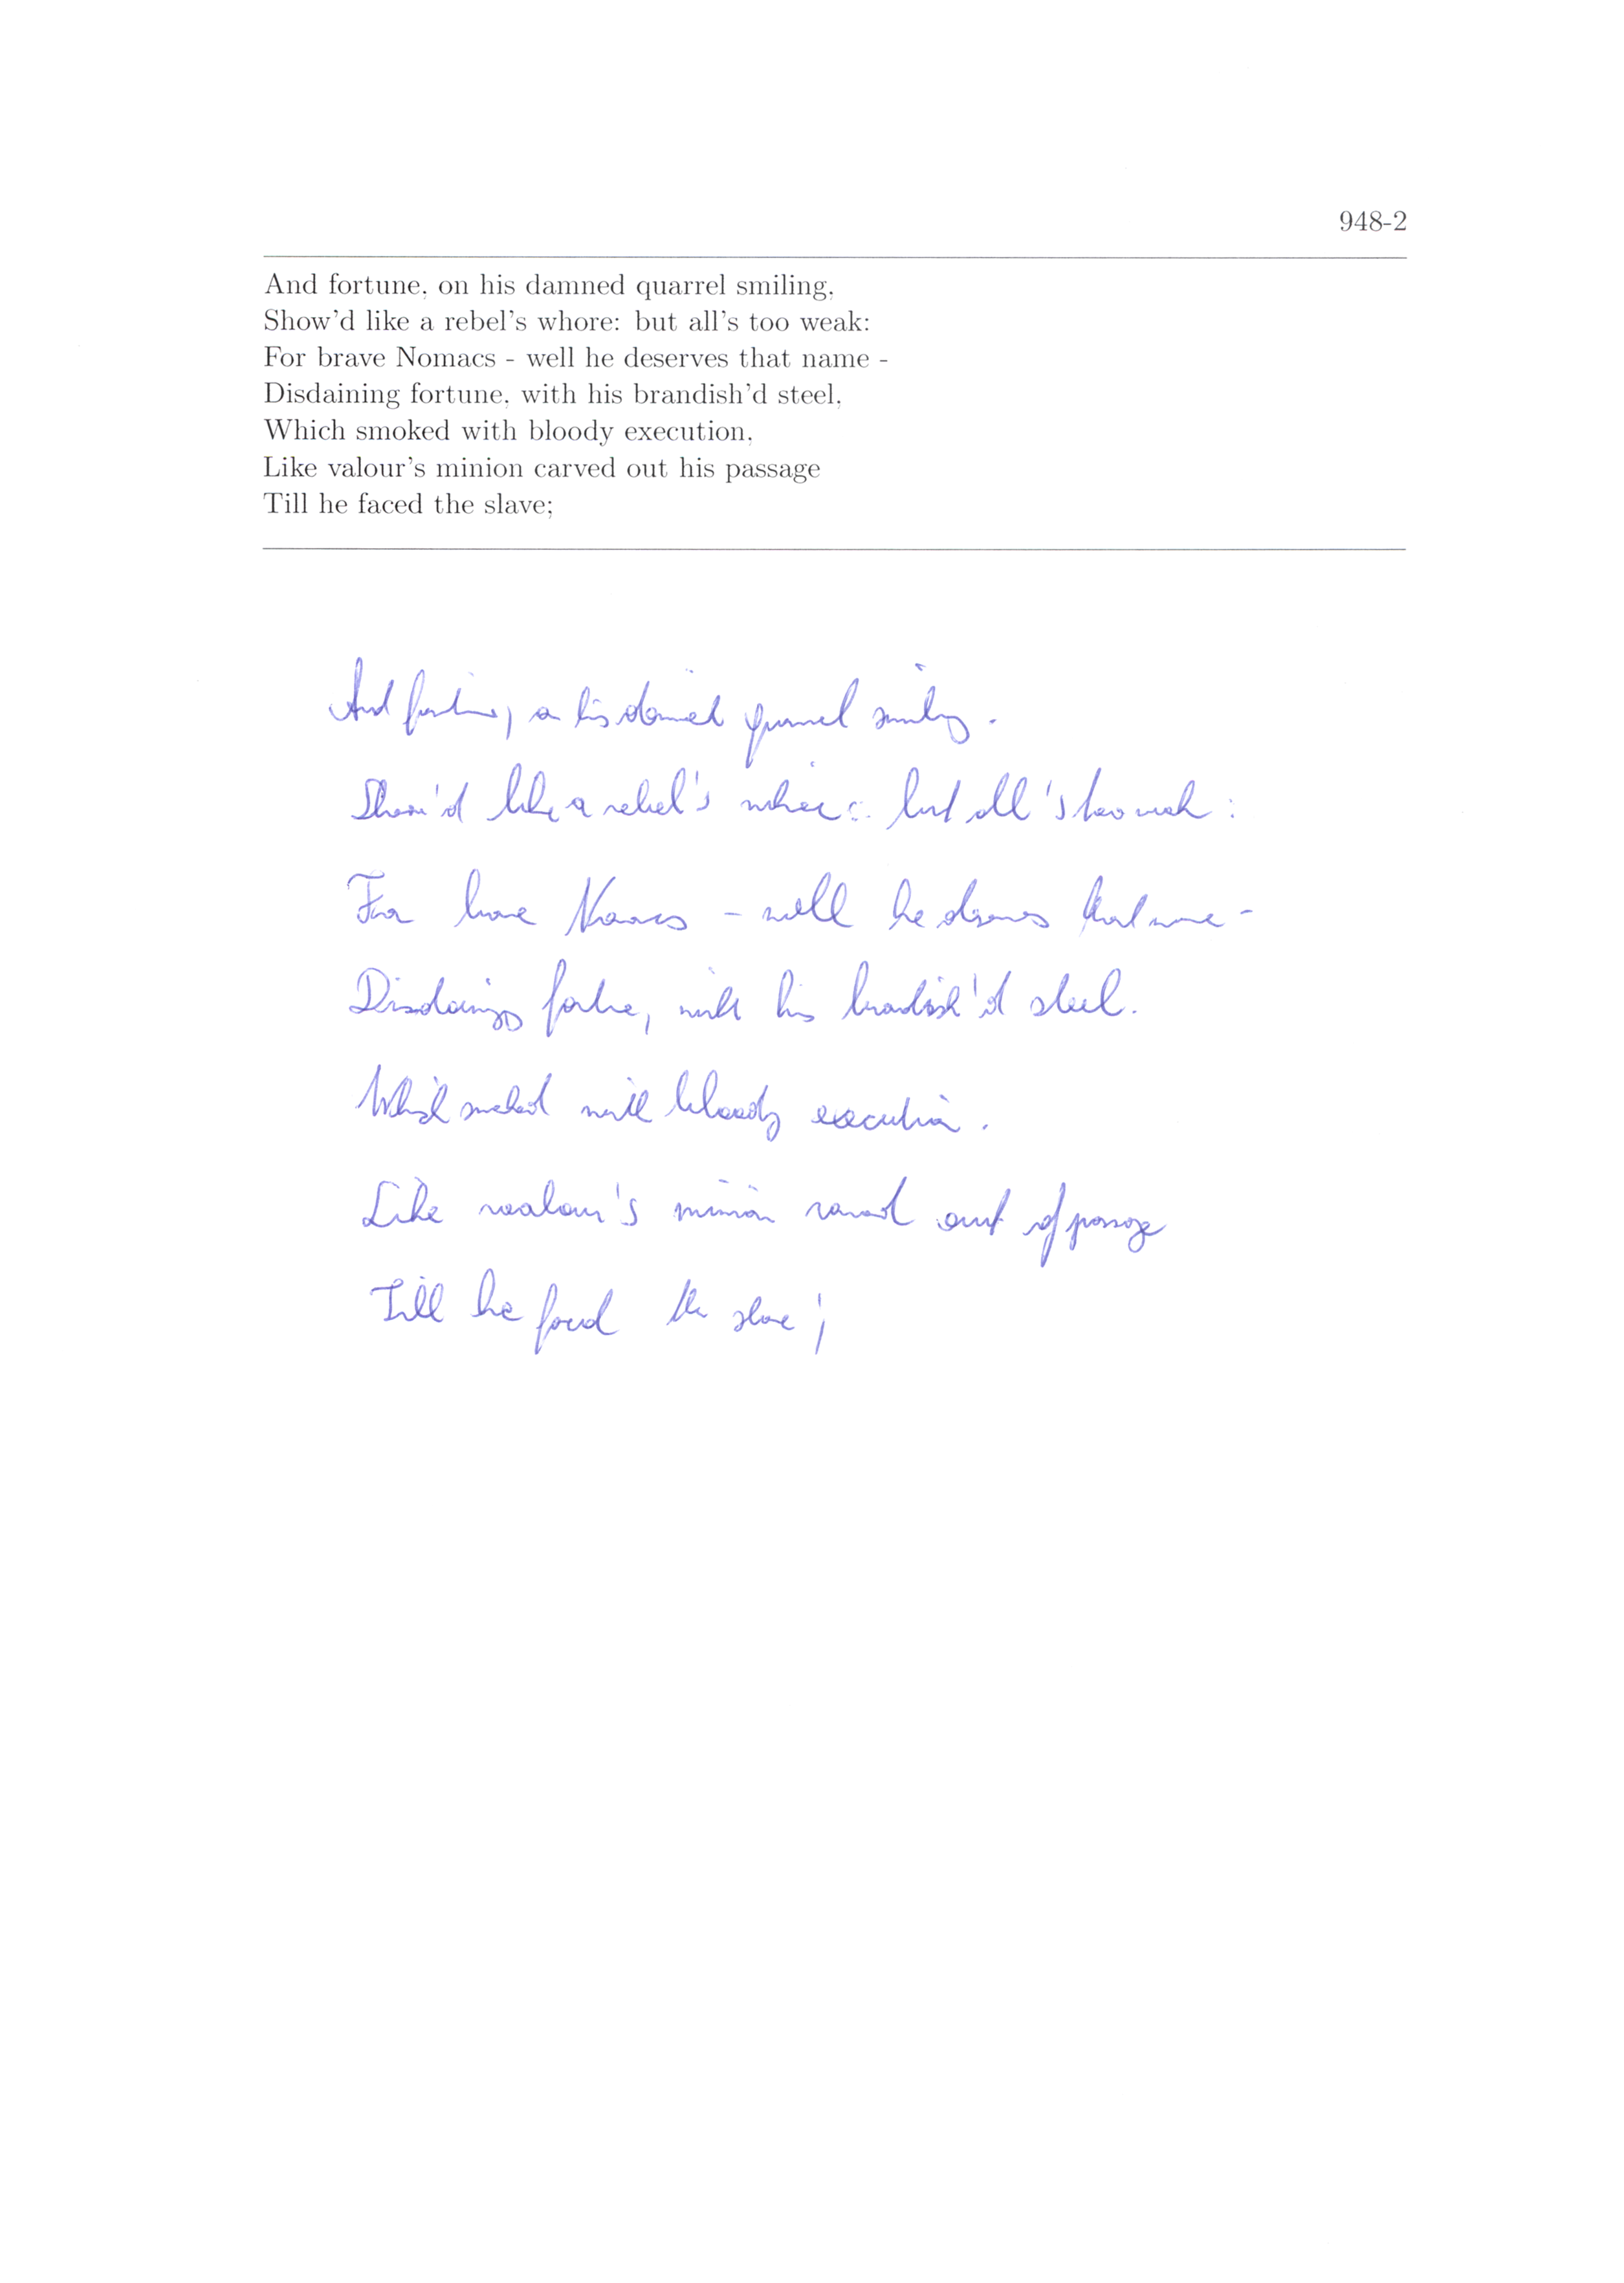 948-2
And fortune, on his damned quarrel smiling,
Show'd like a rebel's whore: but all's too weak:
For brave Nomacs - well he deserves that name -
Disdaining fortune, with his brandish'd steel,
Which smoked with bloody execution,
Like valour's minion carved out his passage
Till he faced the slave;
And fortune, on his damned quarrel smiling.
Show'd like a rebel's whore: but all's too weak:
For brave Nomacs - well he deserves that name -
Disdaining fortune, with his brandish'd steel.
Which smoked with bloody execution.
Like valour's minion carved out of passage
Till he faced the slave;